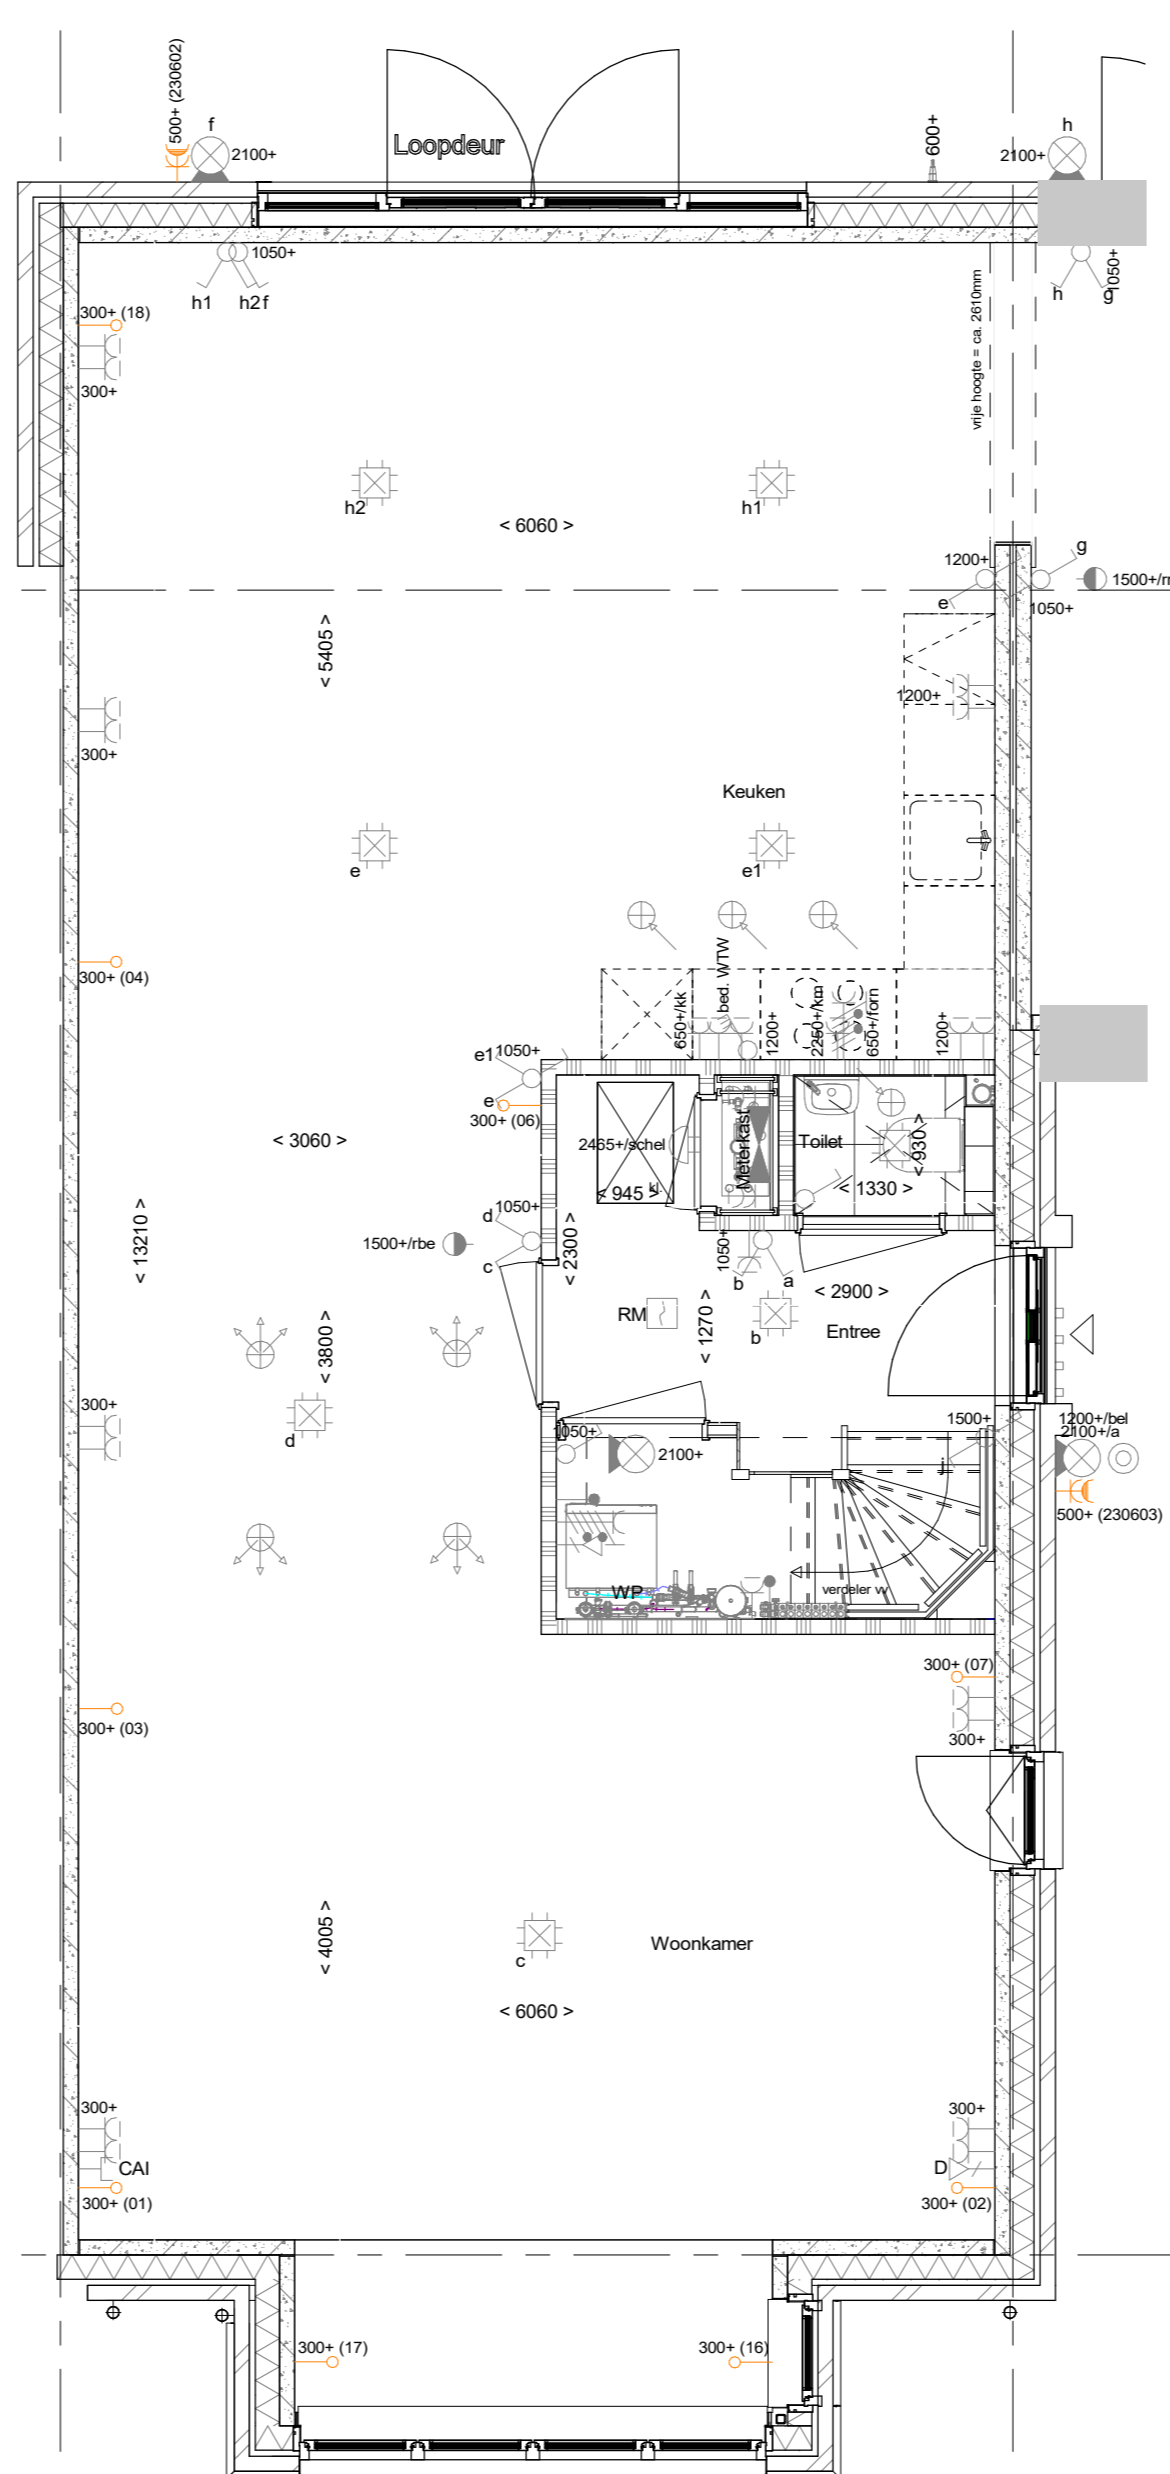 500+ (230602)
f
2100+
Loopdeur
600+
h
2100+
1050+
h1
h2f
1050+
h
g
300+ (18)
300+
vrije hoogte = ca. 2610mm
h2
h1
< 6060 >
g
1200+
1500+/r
e
1050+
< 5405 >
1200+
300+
Keuken
e
e1
300+ (04)
bed. WTW
650+/kk
1200+
2250+/km
650+/forn
1200+
e1
1050+
e
300+ (06)
< 3060 >
2465+/schel
Meterkast
Toilet
< 930 >
< 945 >
kl.
< 1330 >
d
1050+
1500+/rbe
c
< 2300 >
< 13210 >
1050+
b
a
< 2900 >
RM
< 1270 >
b
Entree
< 3800 >
300+
d
1050+
2100+
1500+
j
1200+/bel
2100+/a
500+ (230603)
WP
verdeler vv
300+ (07)
300+
300+ (03)
< 4005 >
c
Woonkamer
< 6060 >
300+
CAI
300+ (01)
300+
D
300+ (02)
300+ (17)
300+ (16)